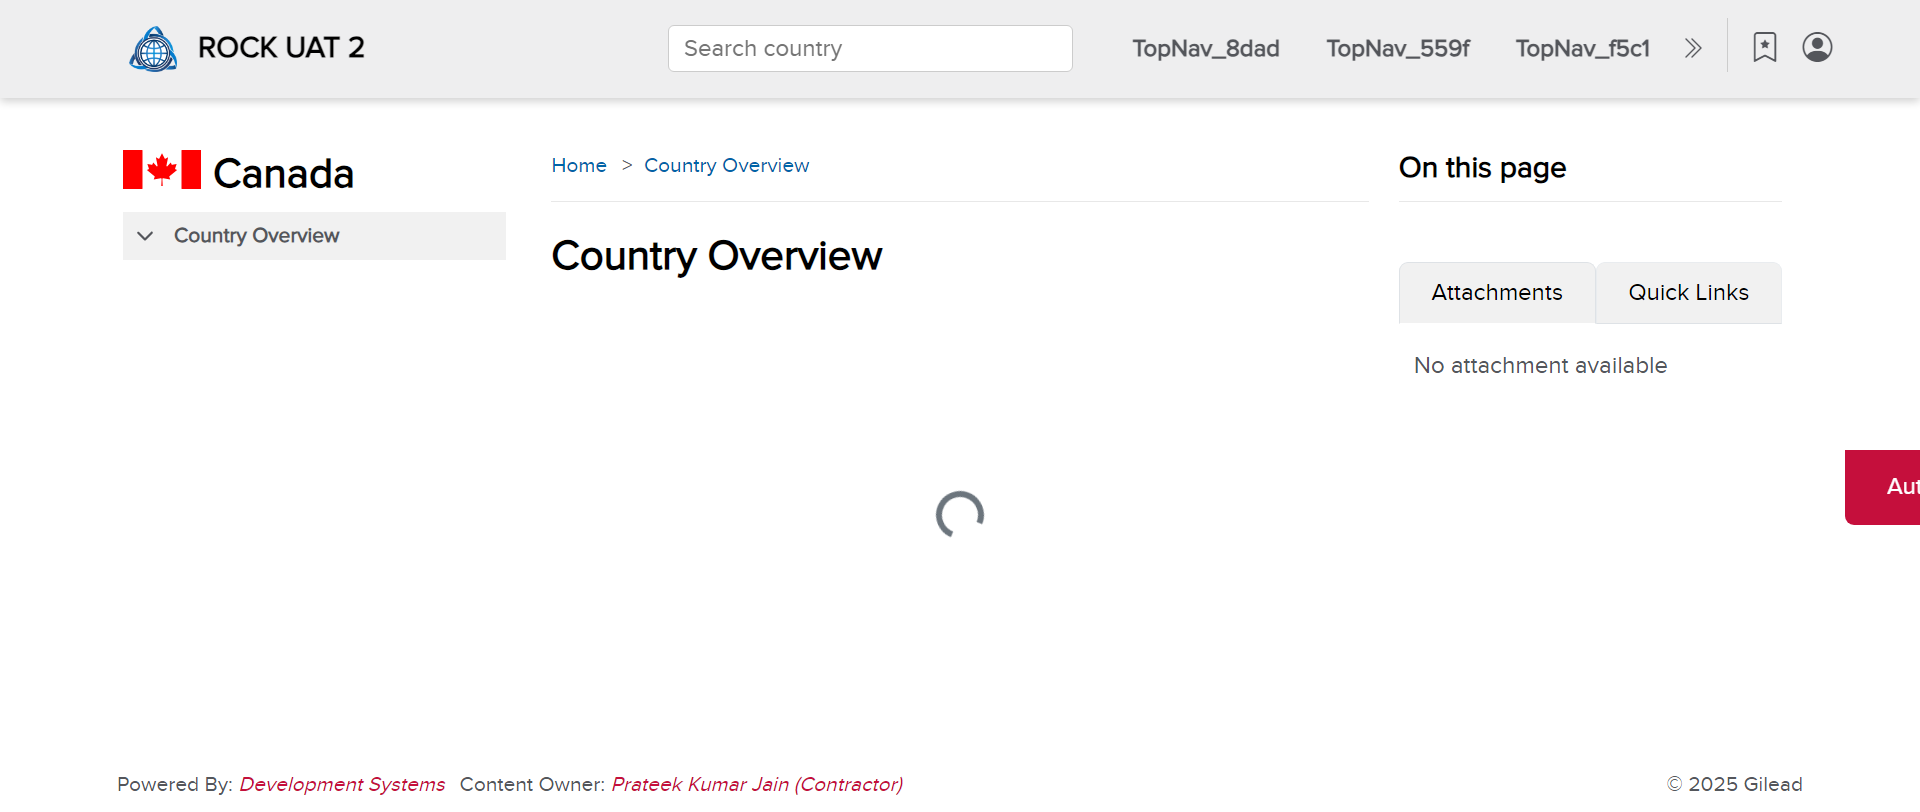 ROCK UAT 2
Search country
TopNav_8dad
TopNav_559f
TopNav_f5c1
Canada
Country Overview
Home > Country Overview
Country Overview
On this page
Attachments
Quick Links
No attachment available
Aut
Powered By: Development Systems Content Owner: Prateek Kumar Jain (Contractor)
© 2025 Gilead